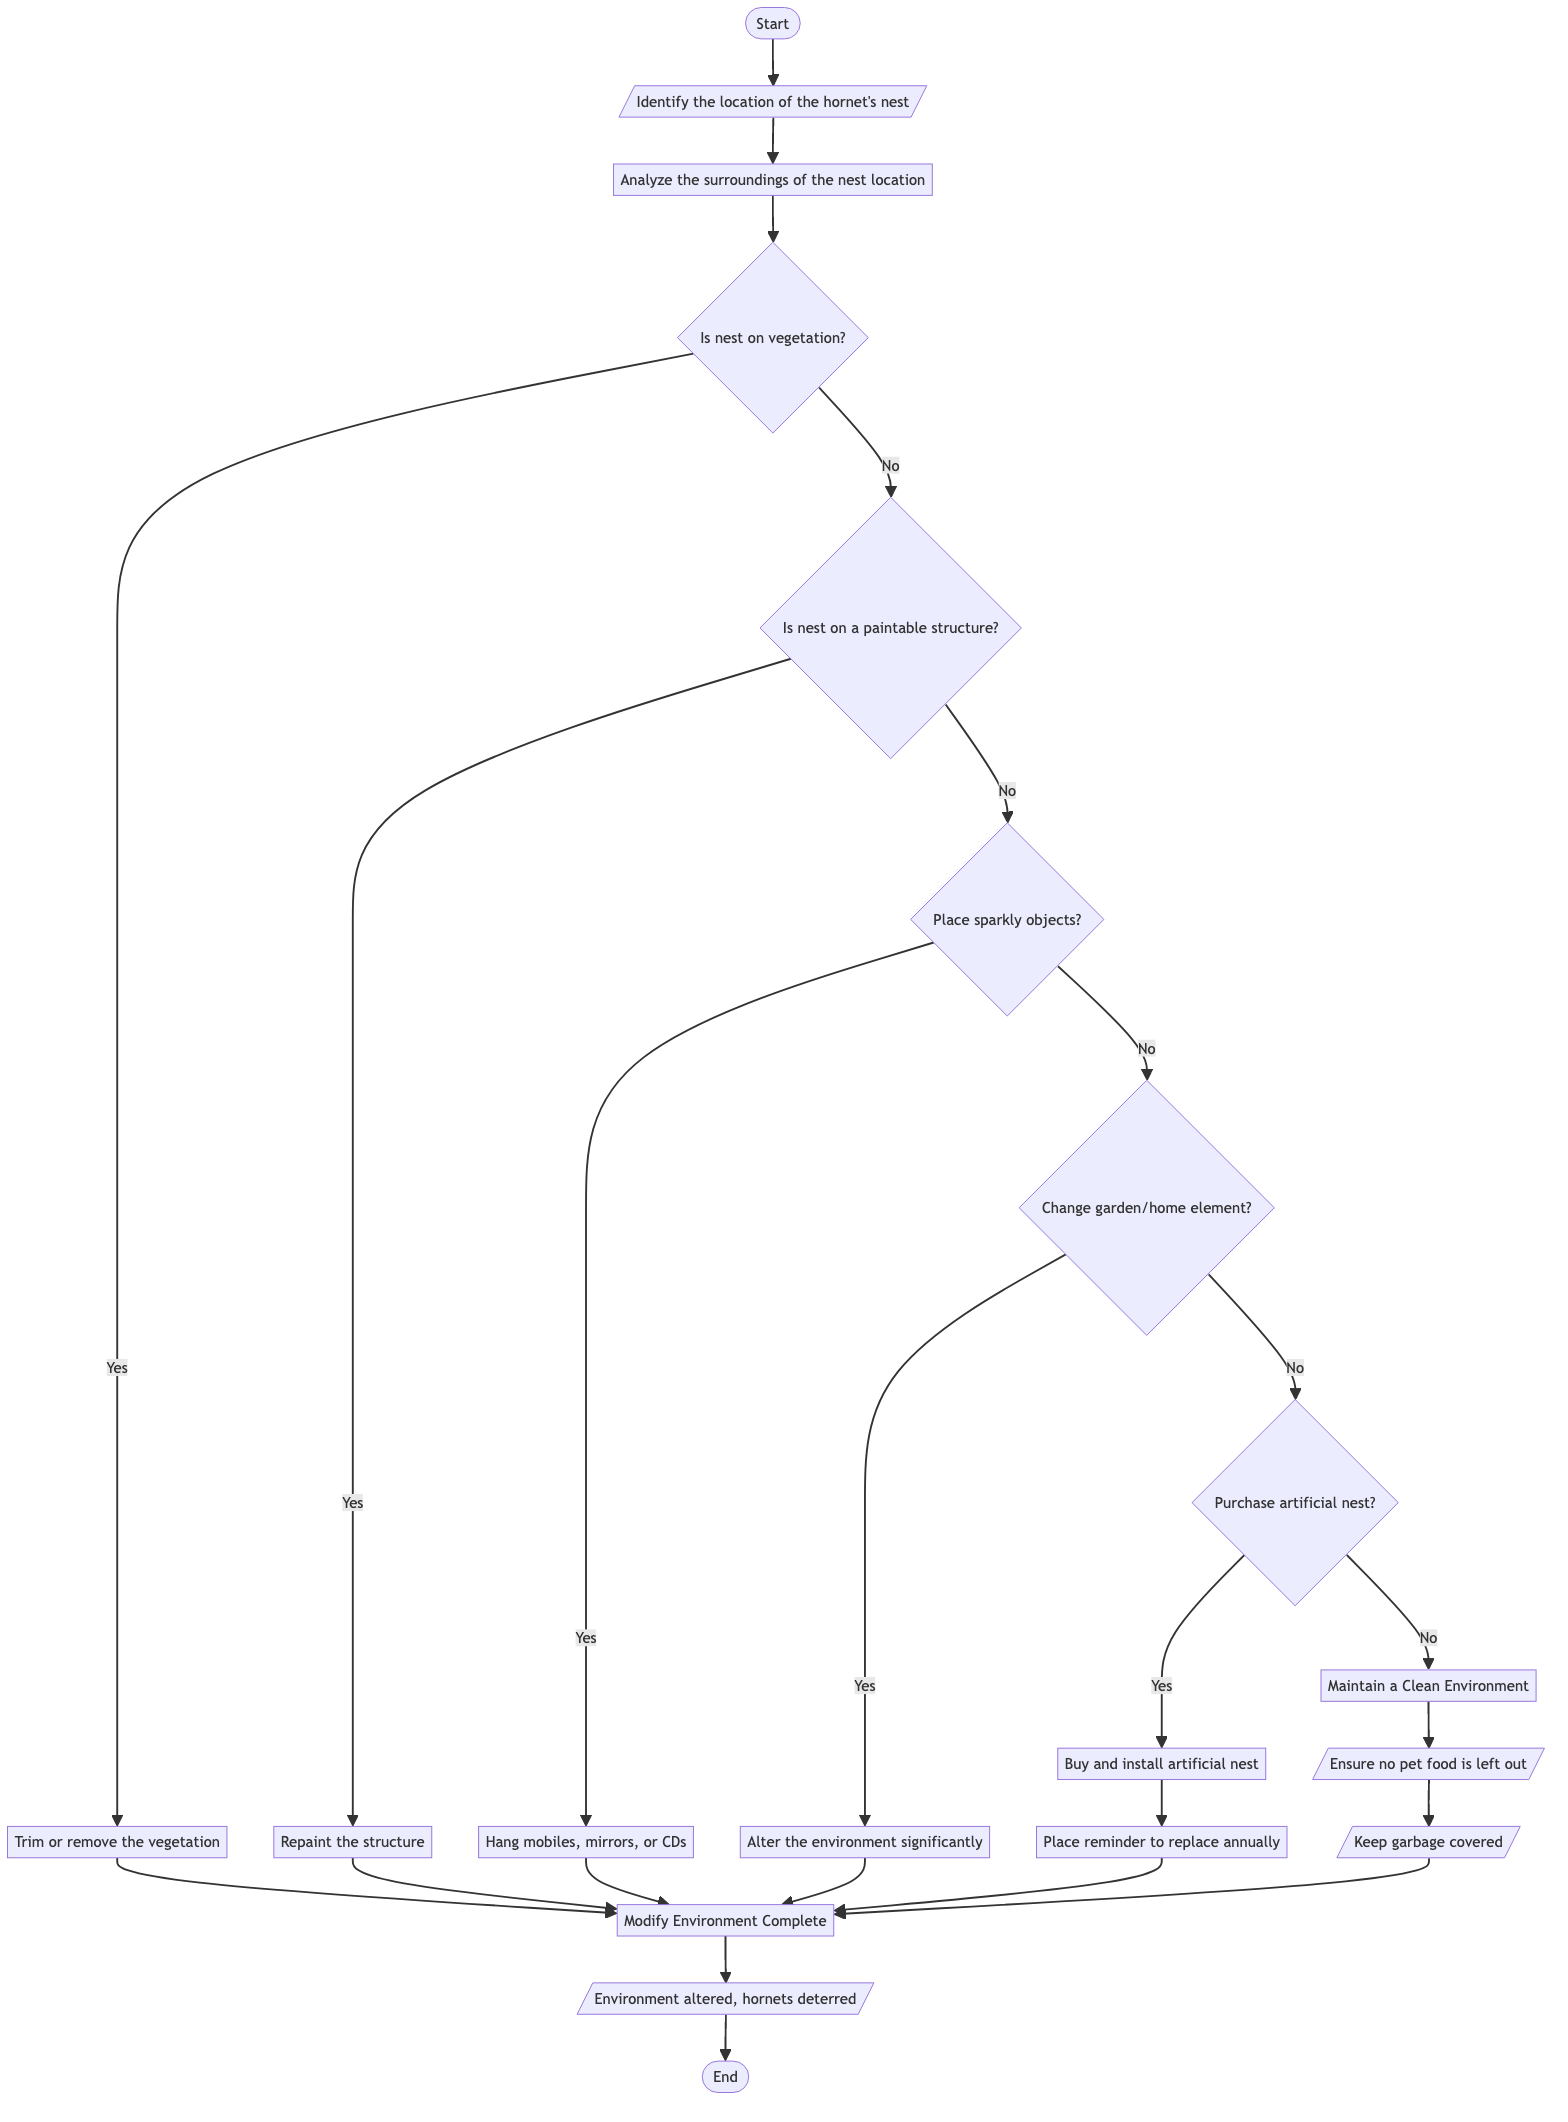 Start
Identify the location of the hornet's nest
Analyze the surroundings of the nest location
Is nest on vegetation?
No
Is nest on a paintable structure?
No
Place sparkly objects?
No
Change garden/home element?
Yes
No
Yes
Purchase artificial nest?
Yes
No
Yes
Yes
Maintain a Clean Environment
Buy and install artificial nest
Ensure no pet food is left out
Trim or remove the vegetation
Repaint the structure
Hang mobiles, mirrors, or CDs
Alter the environment significantly
Place reminder to replace annually
Keep garbage covered
Modify Environment Complete
Environment altered, hornets deterred
End